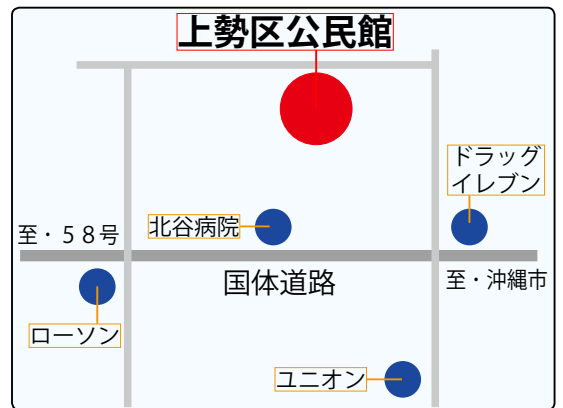 上勢区公民館
ドラッグ
イレブン
北谷病院
至・５８号
国体道路
至・沖縄市
ローソン
ユニオン